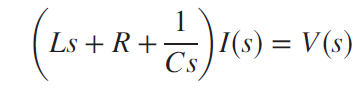 (Ls + R + 1/Cs) I(s) = V(s)